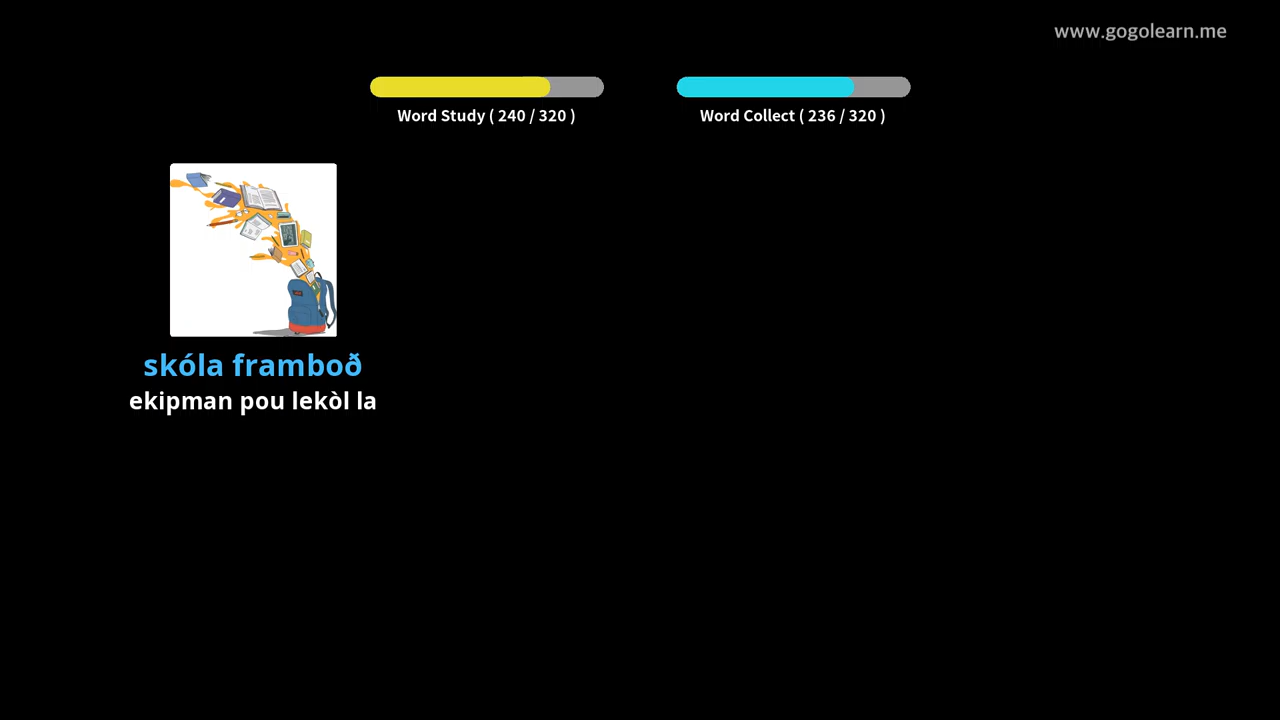 www.gogolearn.me
Word Study ( 240 / 320 )
Word Collect ( 236 / 320 )
skóla framboð
ekipman pou lekòl la